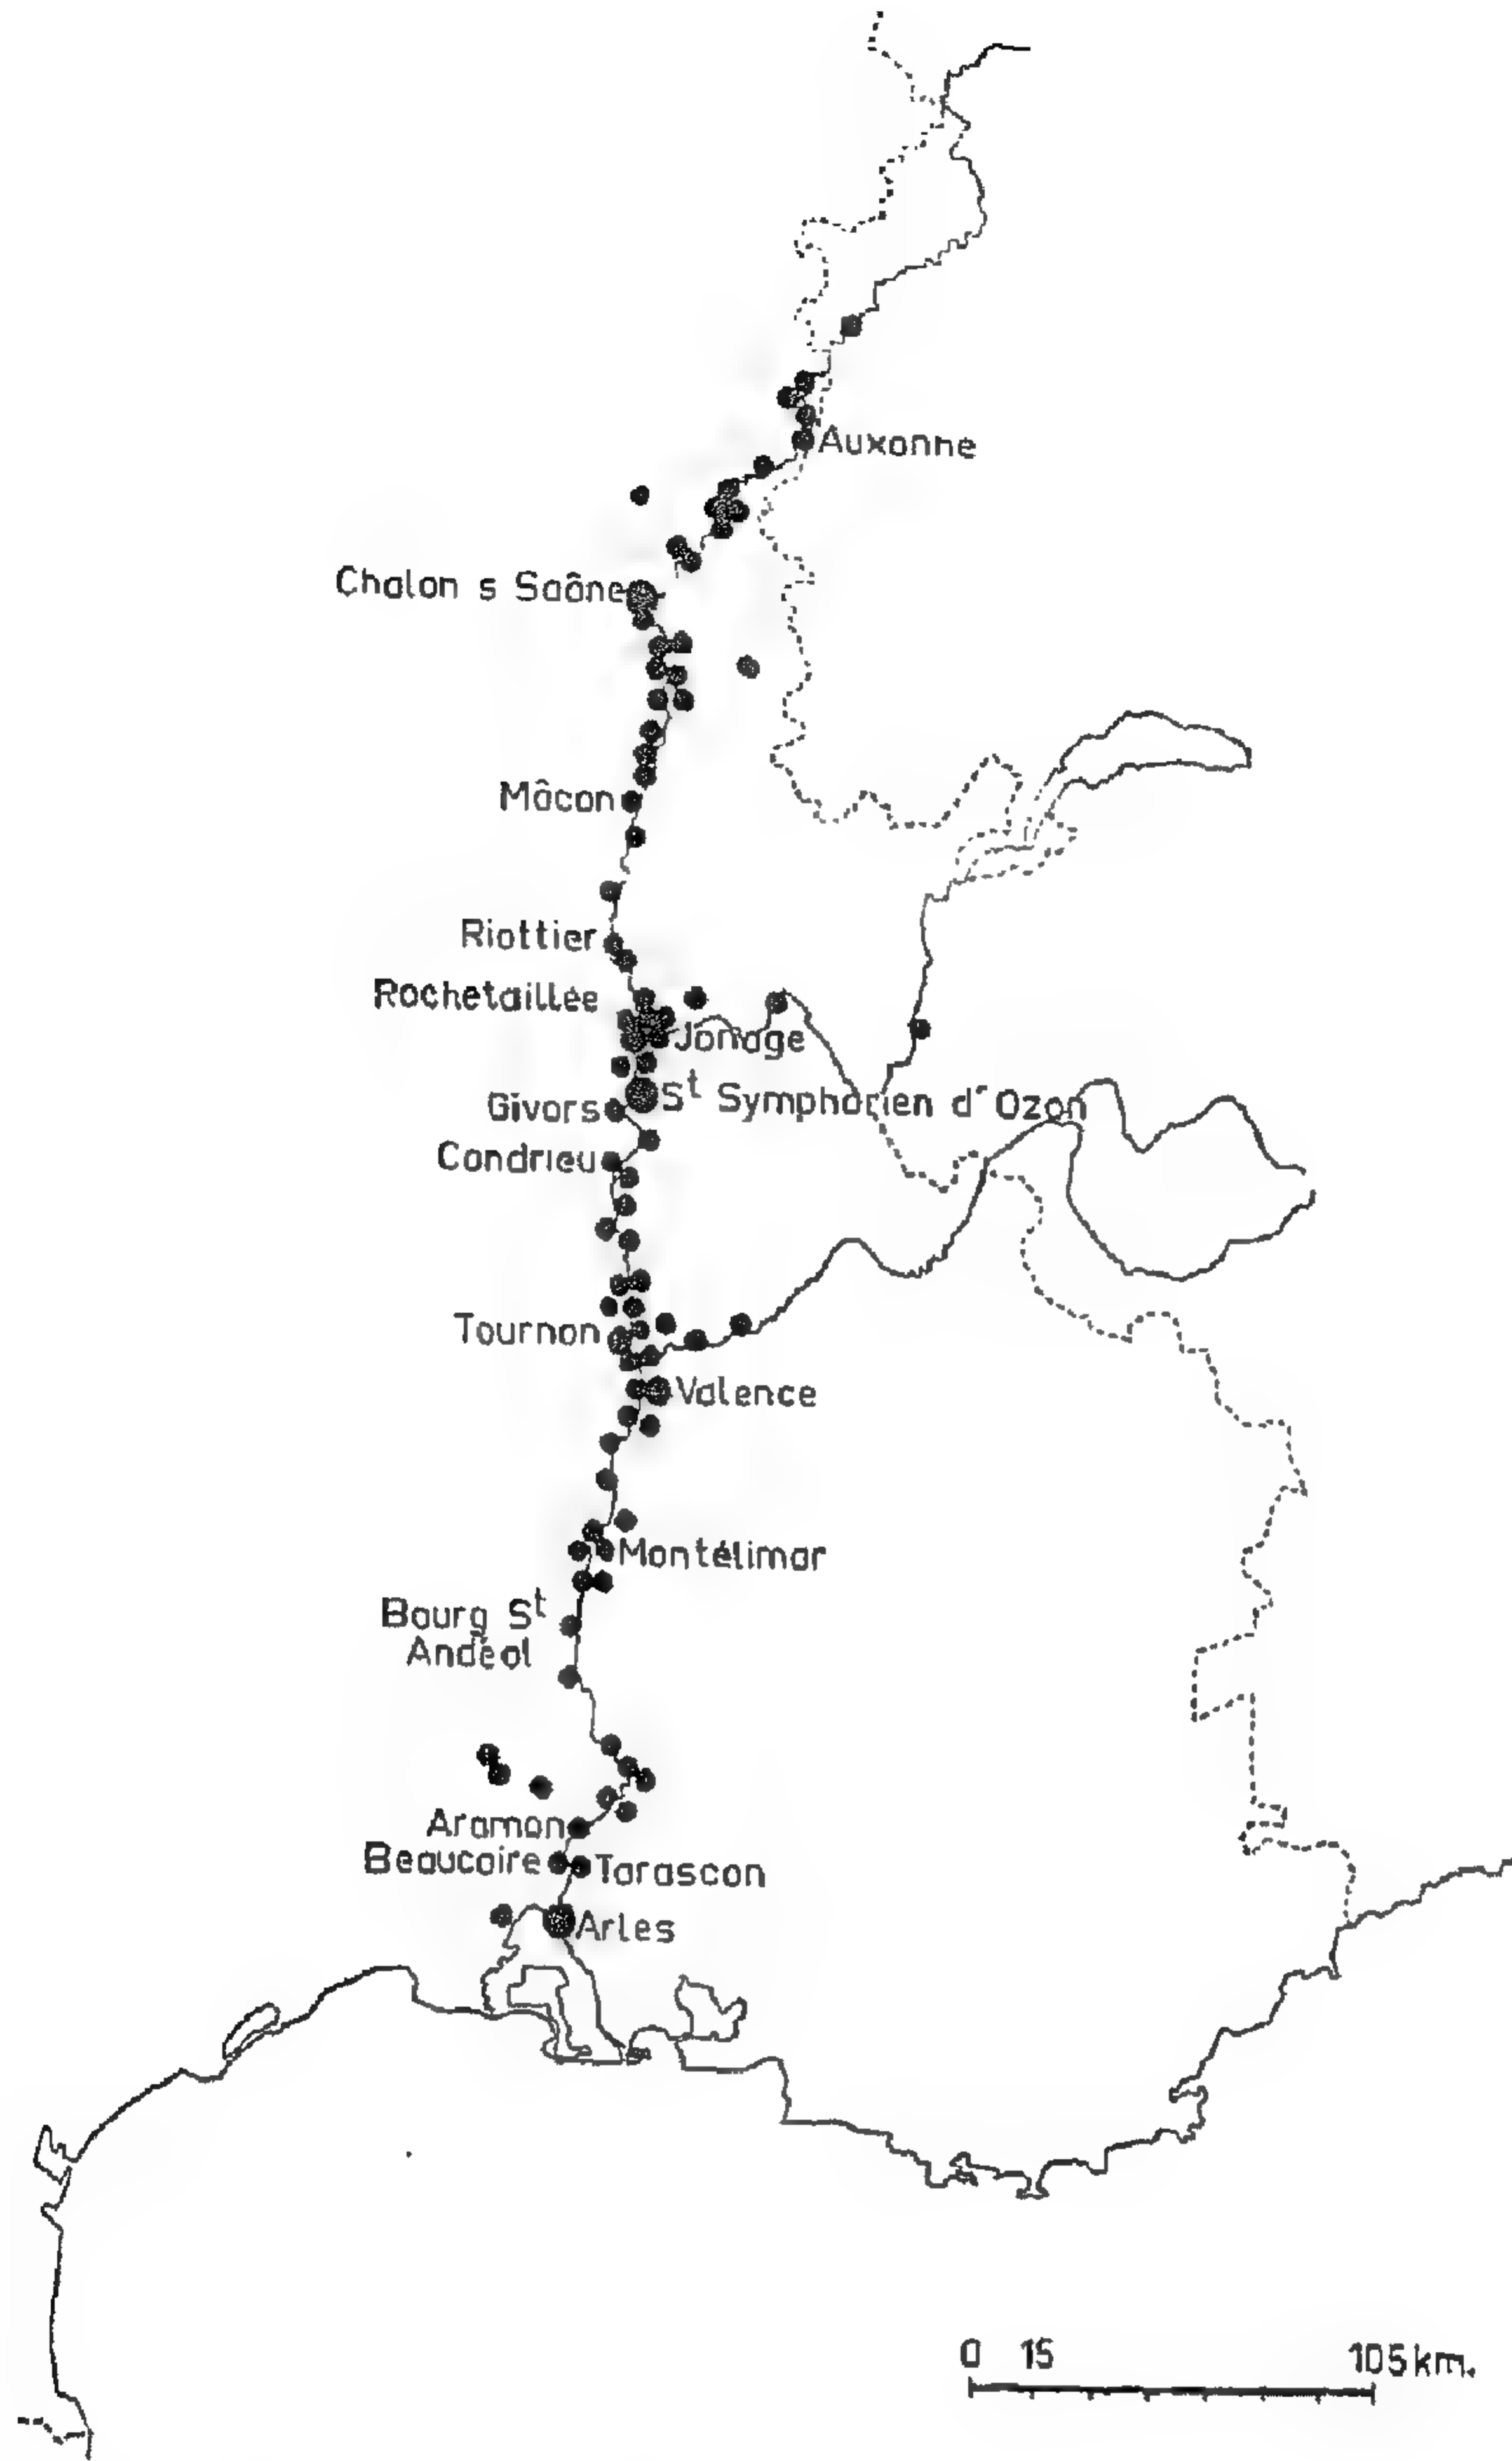 Auxonne
Chalon s Saône
Mâcon
Riottier
Rochetaillée
Jonage
Givors
St Symphorien d'Ozon
Condrieu
Tournon
Valence
Montélimar
Bourg St
Andéol
Aramon
Beaucaire
Tarascon
Arles
0 15 105 km.